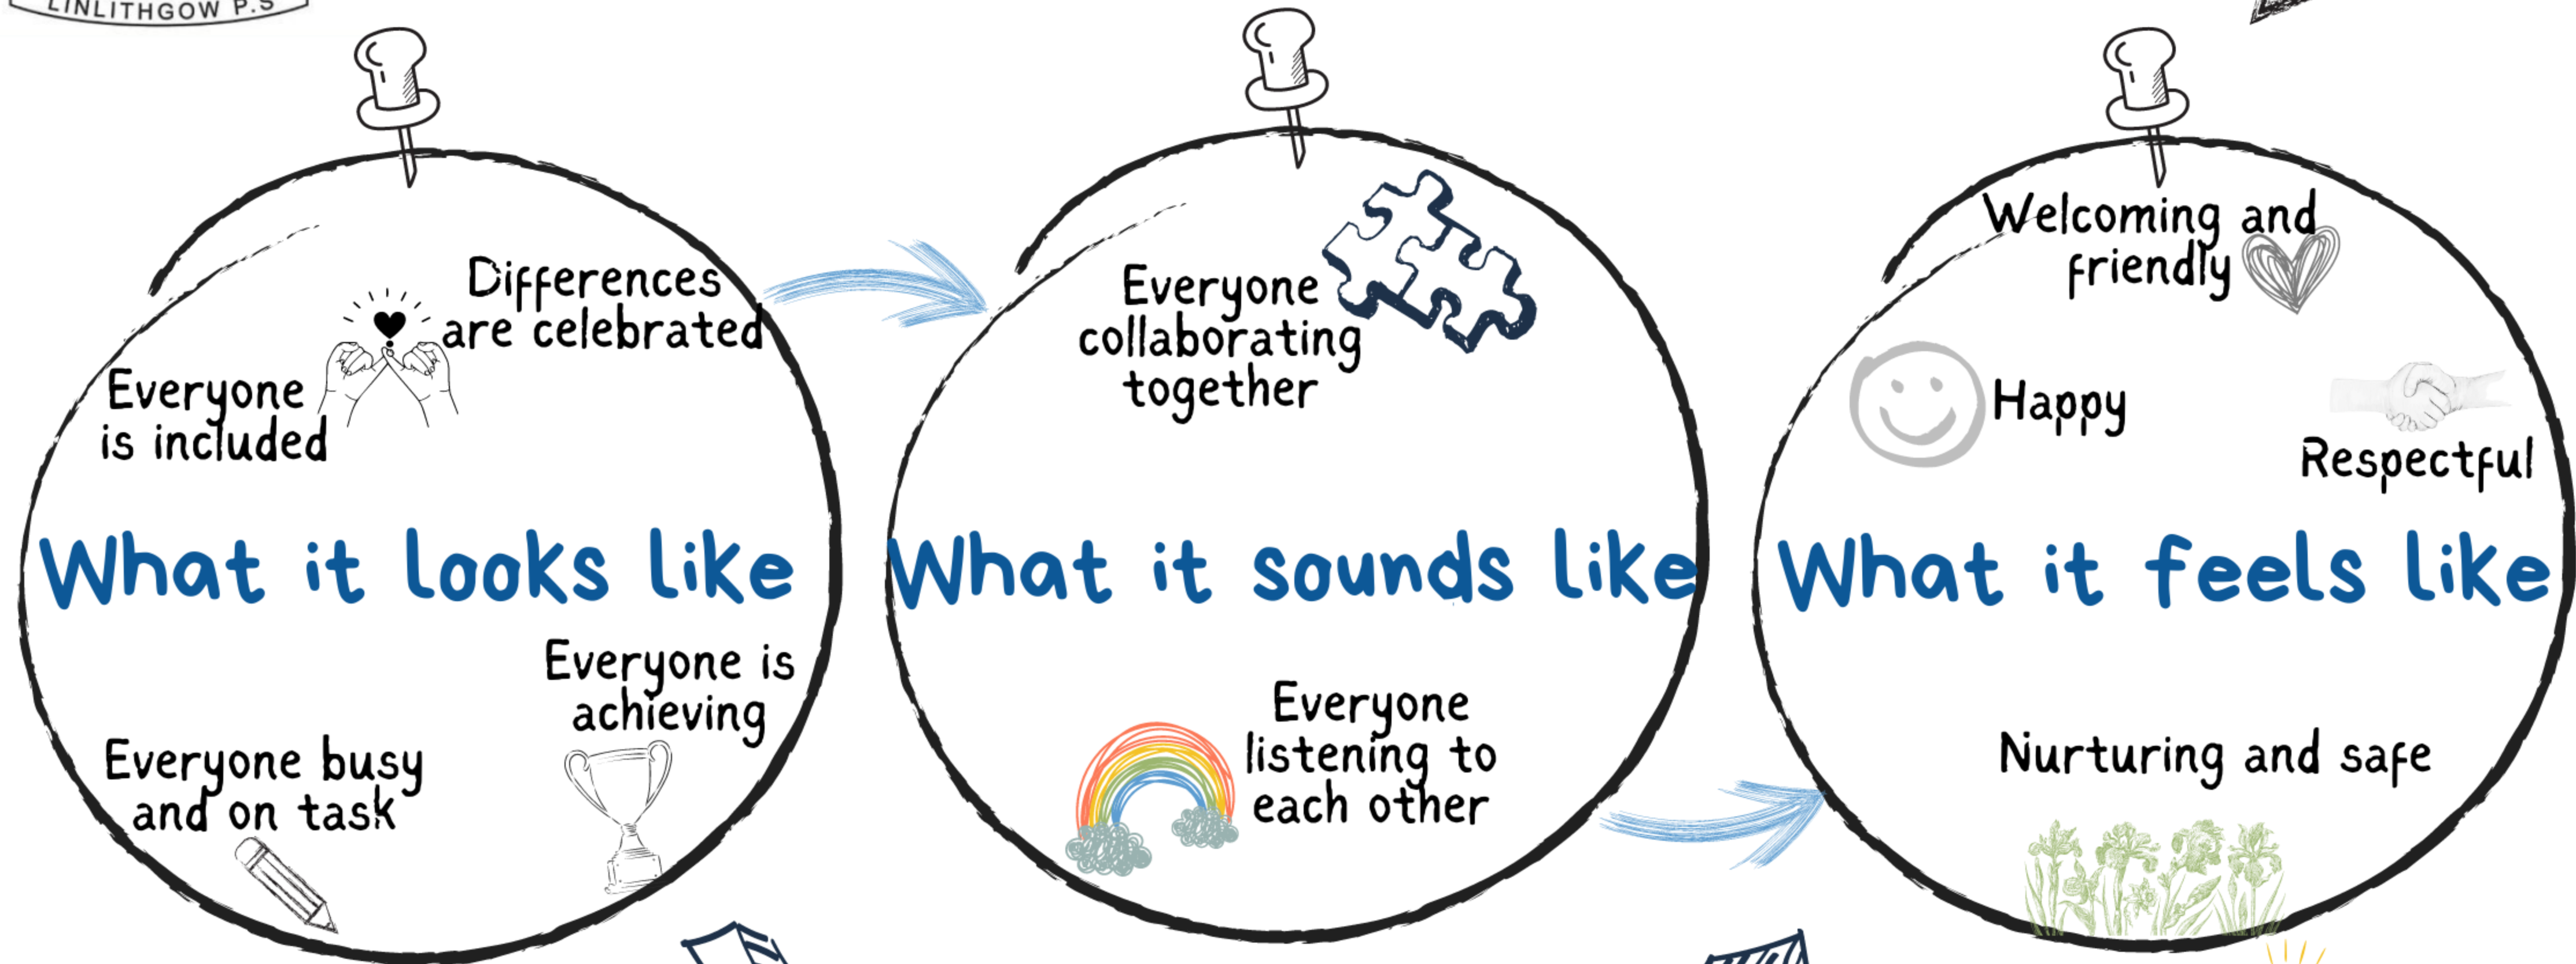 LINLITHGOW P.S
Differences
are celebrated
Everyone
is included
What it looks like
Everyone is
achieving
Everyone busy
and on task
Everyone
collaborating
together
What it sounds like
Everyone
listening to
each other
Welcoming and
friendly
Happy
Respectful
What it feels like
Nurturing and safe